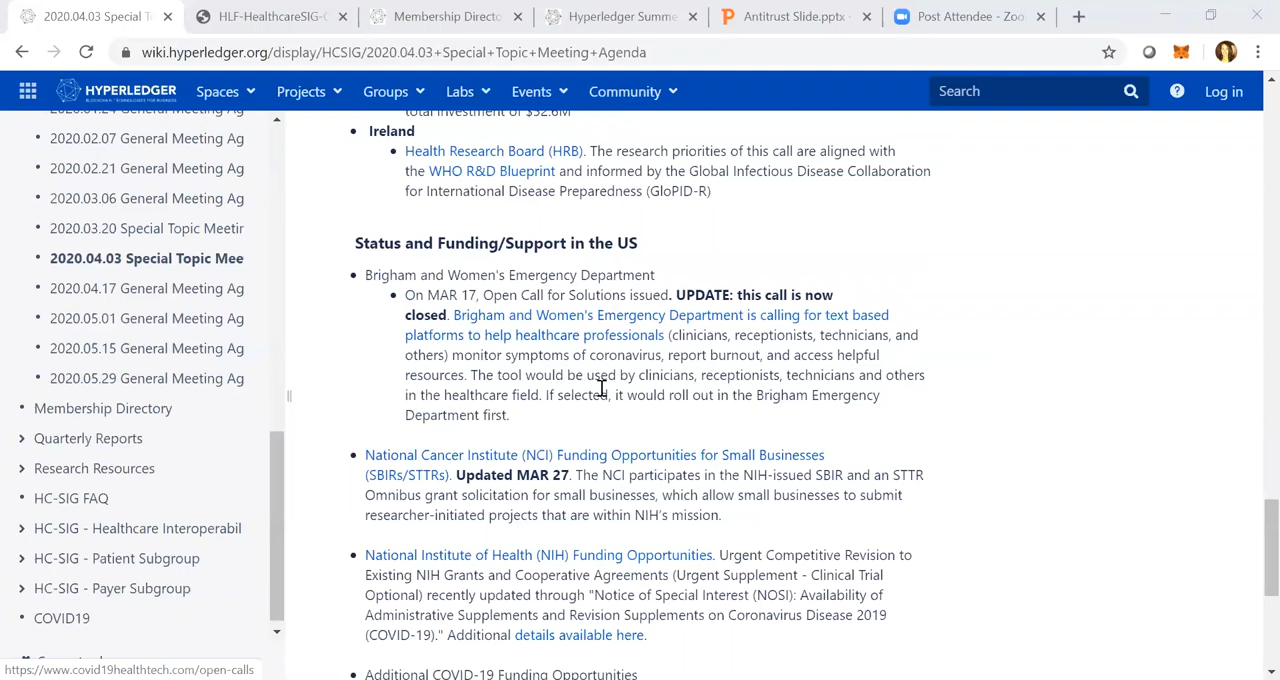 2020.04.03 Special T
HLF-HealthcareSIG-
Membership Directo
Hyperledger Summe
Antitrust Slide.pptx
Post Attendee - Zoo
wiki.hyperledger.org/display/HCSIG/2020.04.03+Special+Topic+Meeting+Agenda
HYPERLEDGER
Spaces
Projects
Groups
Labs
Events
Community
Search
Log in
2020.01.24 General Meeting Ag
2020.02.07 General Meeting Ag
2020.02.21 General Meeting Ag
2020.03.06 General Meeting Ag
2020.03.20 Special Topic Meetir
2020.04.03 Special Topic Mee
2020.04.17 General Meeting Ag
2020.05.01 General Meeting Ag
2020.05.15 General Meeting Ag
2020.05.29 General Meeting Ag
Membership Directory
Quarterly Reports
Research Resources
HC-SIG FAQ
HC-SIG - Healthcare Interoperabil
HC-SIG - Patient Subgroup
HC-SIG - Payer Subgroup
COVID19
https://www.covid19healthtech.com/open-calls
total investment of $52.6M
Ireland
Health Research Board (HRB). The research priorities of this call are aligned with
the WHO R&D Blueprint and informed by the Global Infectious Disease Collaboration
for International Disease Preparedness (GloPID-R)
Status and Funding/Support in the US
Brigham and Women's Emergency Department
On MAR 17, Open Call for Solutions issued. UPDATE: this call is now
closed. Brigham and Women's Emergency Department is calling for text based
platforms to help healthcare professionals (clinicians, receptionists, technicians, and
others) monitor symptoms of coronavirus, report burnout, and access helpful
resources. The tool would be used by clinicians, receptionists, technicians and others
in the healthcare field. If selected, it would roll out in the Brigham Emergency
Department first.
National Cancer Institute (NCI) Funding Opportunities for Small Businesses
(SBIRs/STTRs). Updated MAR 27. The NCI participates in the NIH-issued SBIR and an STTR
Omnibus grant solicitation for small businesses, which allow small businesses to submit
researcher-initiated projects that are within NIH's mission.
National Institute of Health (NIH) Funding Opportunities. Urgent Competitive Revision to
Existing NIH Grants and Cooperative Agreements (Urgent Supplement - Clinical Trial
Optional) recently updated through "Notice of Special Interest (NOSI): Availability of
Administrative Supplements and Revision Supplements on Coronavirus Disease 2019
(COVID-19)." Additional details available here.
Additional COVID-19 Funding Opportunities